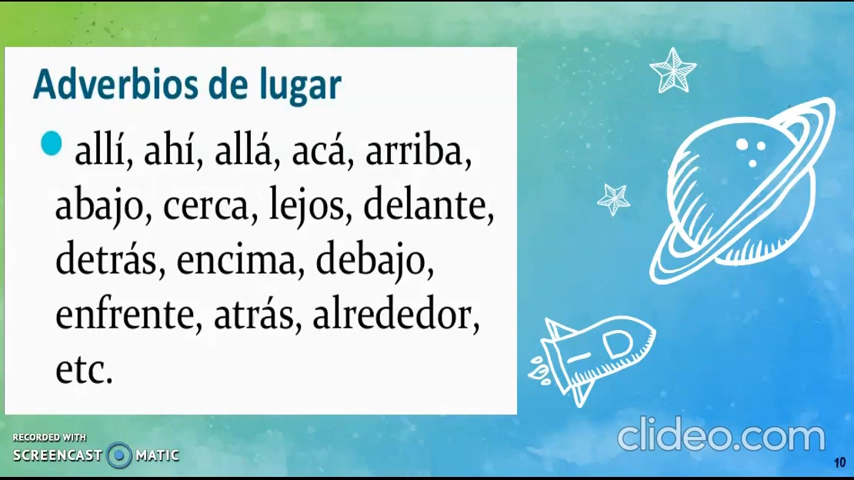 Adverbios de lugar
allí, ahí, allá, acá, arriba,
abajo, cerca, lejos, delante,
detrás, encima, debajo,
enfrente, atrás, alrededor,
etc.
RECORDED WITH
SCREENCAST MATIC
clideo.com
10